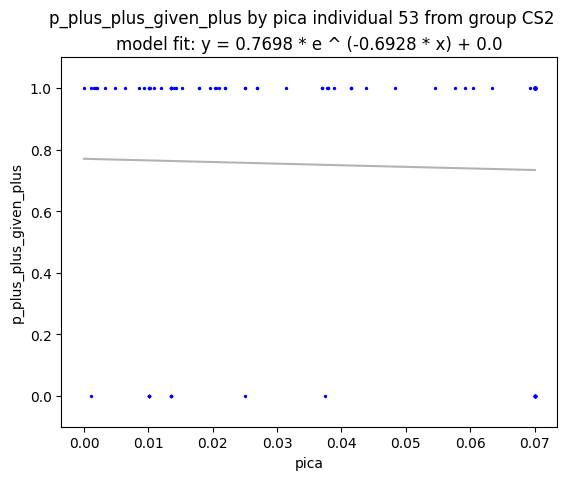 p_plus_plus_given_plus by pica individual 53 from group CS2
model fit: y = 0.7698 * e ^ (-0.6928 * x) + 0.0
1.0
0.8
0.6
0.4
0.2
0.0
p_plus_plus_given_plus
0.00 0.01 0.02 0.03 0.04 0.05 0.06 0.07
pica